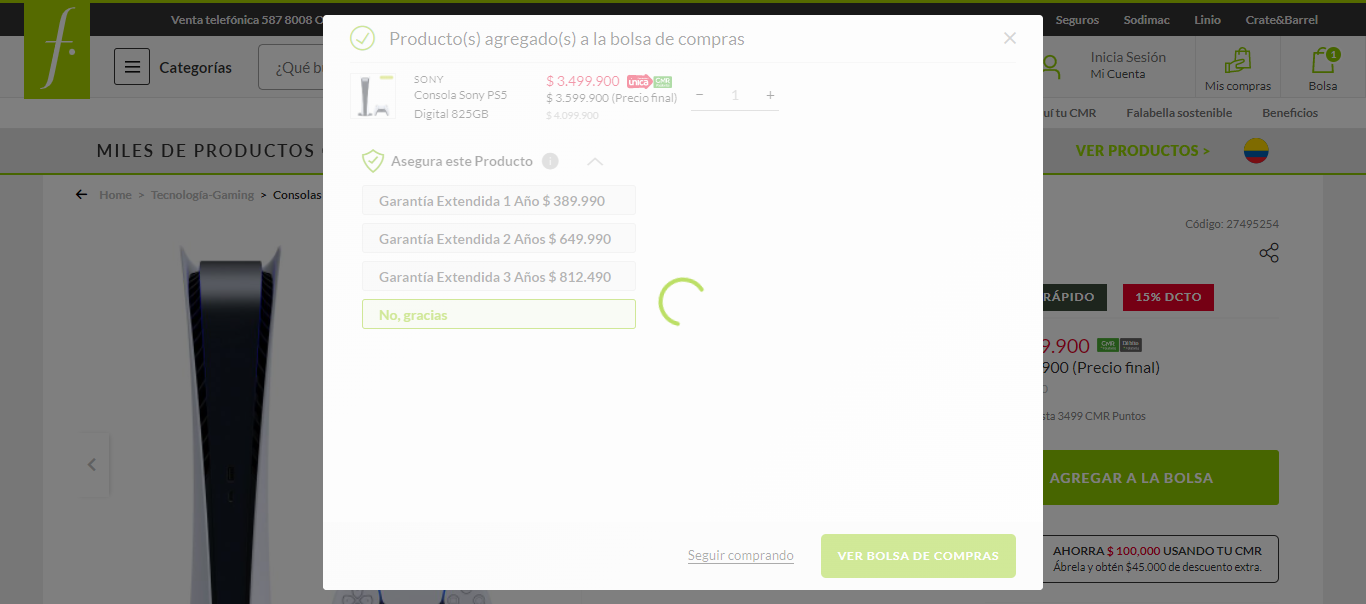 Venta telefónica 587 8008 O
Seguros
Sodimac
Linio
Crate&Barrel
f.
Categorías
¿Qué bu
Inicia Sesión
Mi Cuenta
Mis compras
1
Bolsa
uí tu CMR
Falabella sostenible
Beneficios
MILES DE PRODUCTOS
VER PRODUCTOS >
Home > Tecnología-Gaming > Consolas
Producto(s) agregado(s) a la bolsa de compras
SONY
Consola Sony PS5
Digital 825GB
$ 3.499.900 única CMR
$ 3.599.900 (Precio final)
$ 4.099.900
− 1 +
Asegura este Producto
Garantía Extendida 1 Año $ 389.990
Garantía Extendida 2 Años $ 649.990
Garantía Extendida 3 Años $ 812.490
No, gracias
Seguir comprando
VER BOLSA DE COMPRAS
Código: 27495254
RÁPIDO
15% DCTO
9.900 CMR
900 (Precio final)
sta 3499 CMR Puntos
AGREGAR A LA BOLSA
AHORRA $ 100,000 USANDO TU CMR
Ábrela y obtén $45.000 de descuento extra.